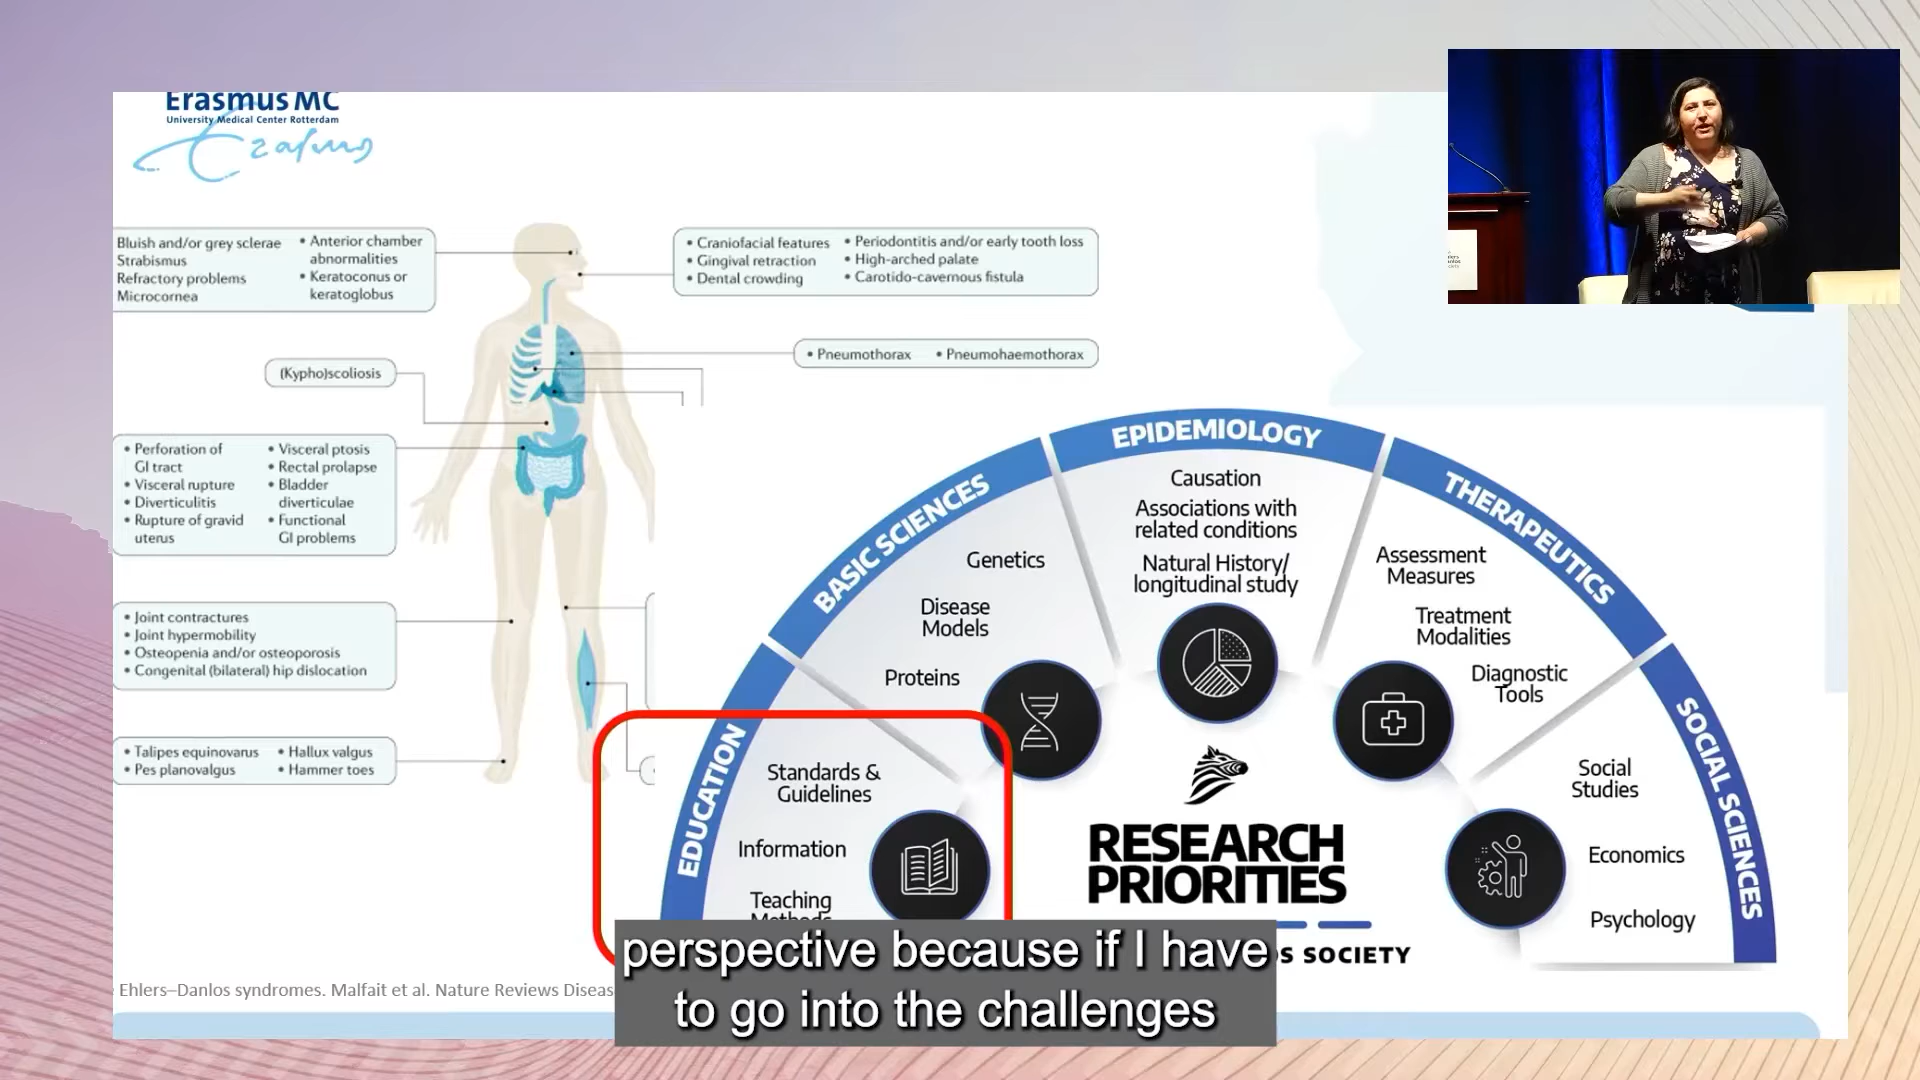 Erasmus MC
University Medical Center Rotterdam
Erasmus
Bluish and/or grey sclerae
Strabismus
Refractory problems
Microcornea
• Anterior chamber
abnormalities
• Keratoconus or
keratoglobus
• Craniofacial features
• Gingival retraction
• Dental crowding
• Periodontitis and/or early tooth loss
• High-arched palate
• Carotido-cavernous fistula
• Pneumothorax • Pneumohaemothorax
(Kypho)scoliosis
• Perforation of
GI tract
• Visceral rupture
• Diverticulitis
• Rupture of gravid
uterus
• Visceral ptosis
• Rectal prolapse
• Bladder
diverticulae
• Functional
GI problems
• Joint contractures
• Joint hypermobility
• Osteopenia and/or osteoporosis
• Congenital (bilateral) hip dislocation
• Talipes equinovarus
• Pes planovalgus
• Hallux valgus
• Hammer toes
EDUCATION
Standards &
Guidelines
Information
Teaching
Methods
BASIC SCIENCES
Genetics
Disease
Models
Proteins
EPIDEMIOLOGY
Causation
Associations with
related conditions
Natural History/
longitudinal study
THERAPEUTICS
Assessment
Measures
Treatment
Modalities
Diagnostic
Tools
SOCIAL SCIENCES
Social
Studies
Economics
Psychology
RESEARCH
PRIORITIES
S SOCIETY
Ehlers–Danlos syndromes. Malfait et al. Nature Reviews Diseas
perspective because if I have
to go into the challenges